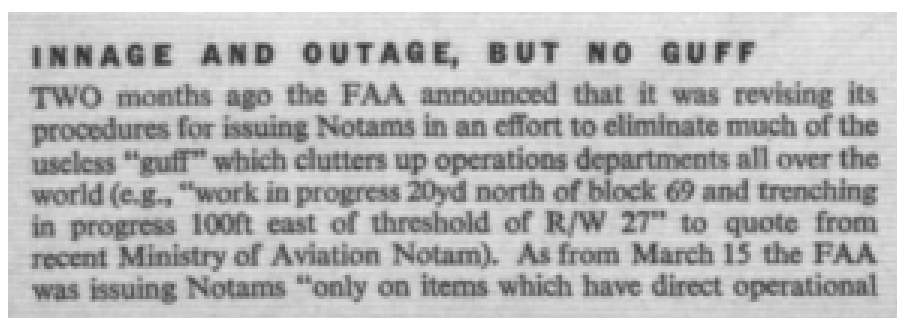 INNAGE AND OUTAGE, BUT NO GUFF
TWO months ago the FAA announced that it was revising its
procedures for issuing Notams in an effort to eliminate much of the
useless "guff" which clutters up operations departments all over the
world (e.g., "work in progress 20yd north of block 69 and trenching
in progress 100ft east of threshold of R/W 27" to quote from
recent Ministry of Aviation Notam). As from March 15 the FAA
was issuing Notams "only on items which have direct operational